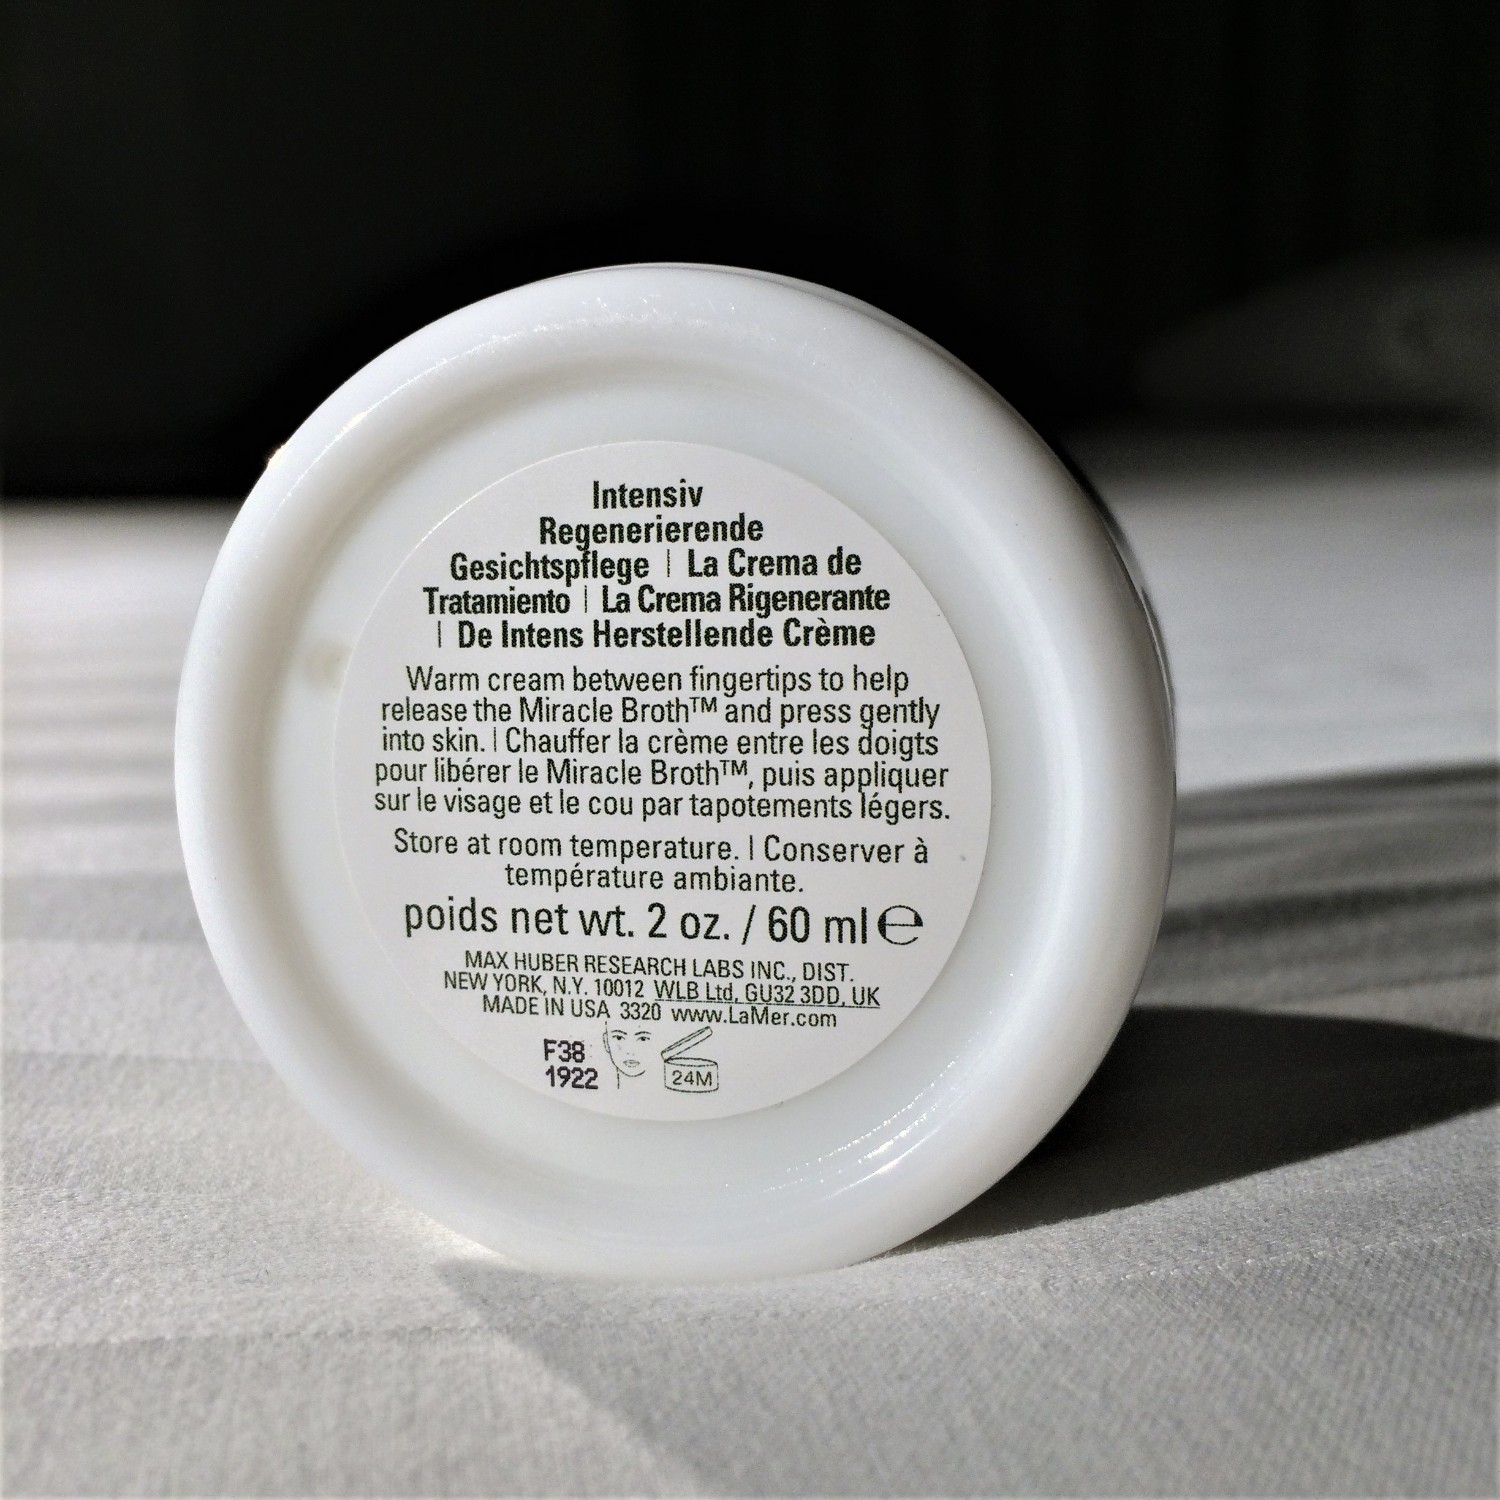 Intensiv
Regenerierende
Gesichtspflege | La Crema de
Tratamiento | La Crema Rigenerante
| De Intens Herstellende Crème
Warm cream between fingertips to help
release the Miracle Broth™ and press gently
into skin. | Chauffer la crème entre les doigts
pour libérer le Miracle Broth™, puis appliquer
sur le visage et le cou par tapotements légers.
Store at room temperature. | Conserver à
température ambiante.
poids net wt. 2 oz. / 60 ml ℮
MAX HUBER RESEARCH LABS INC., DIST.
NEW YORK, N.Y. 10012 WLB Ltd, GU32 3DD, UK
MADE IN USA 3320 www.LaMer.com
F38
1922
24M